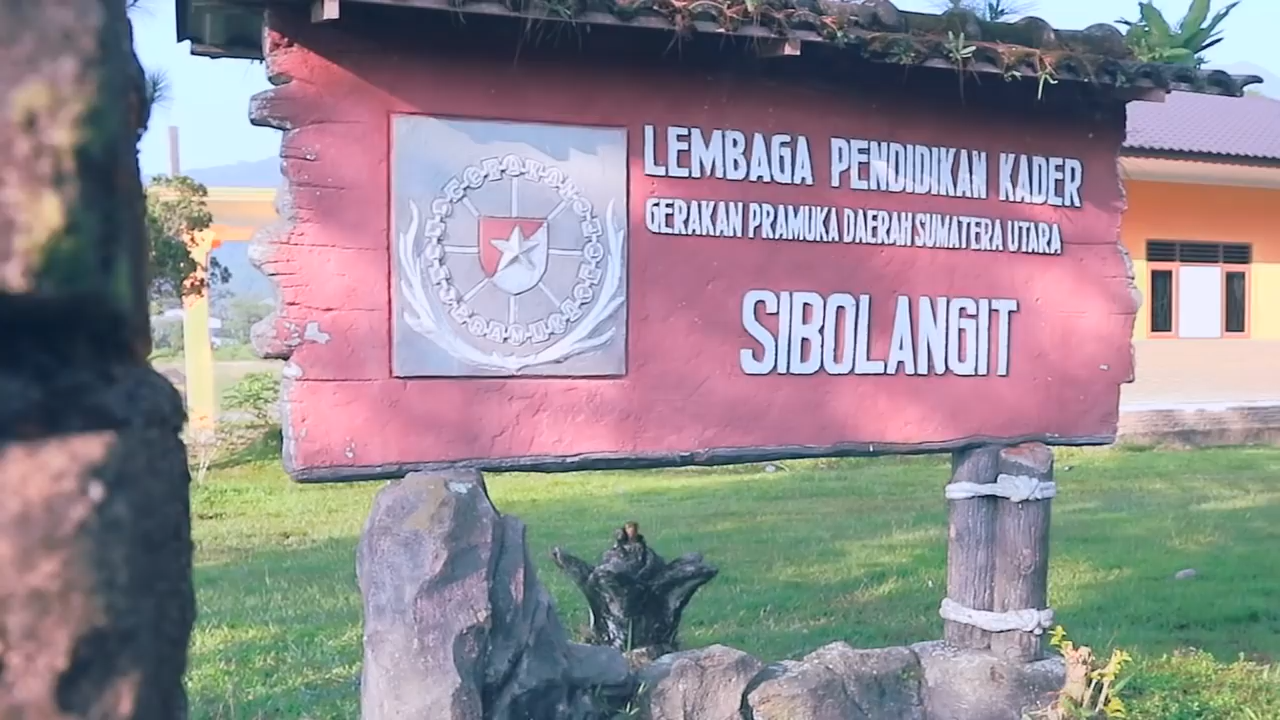 LEMBAGA PENDIDIKAN KADER
GERAKAN PRAMUKA DAERAH SUMATERA UTARA
SIBOLANGIT